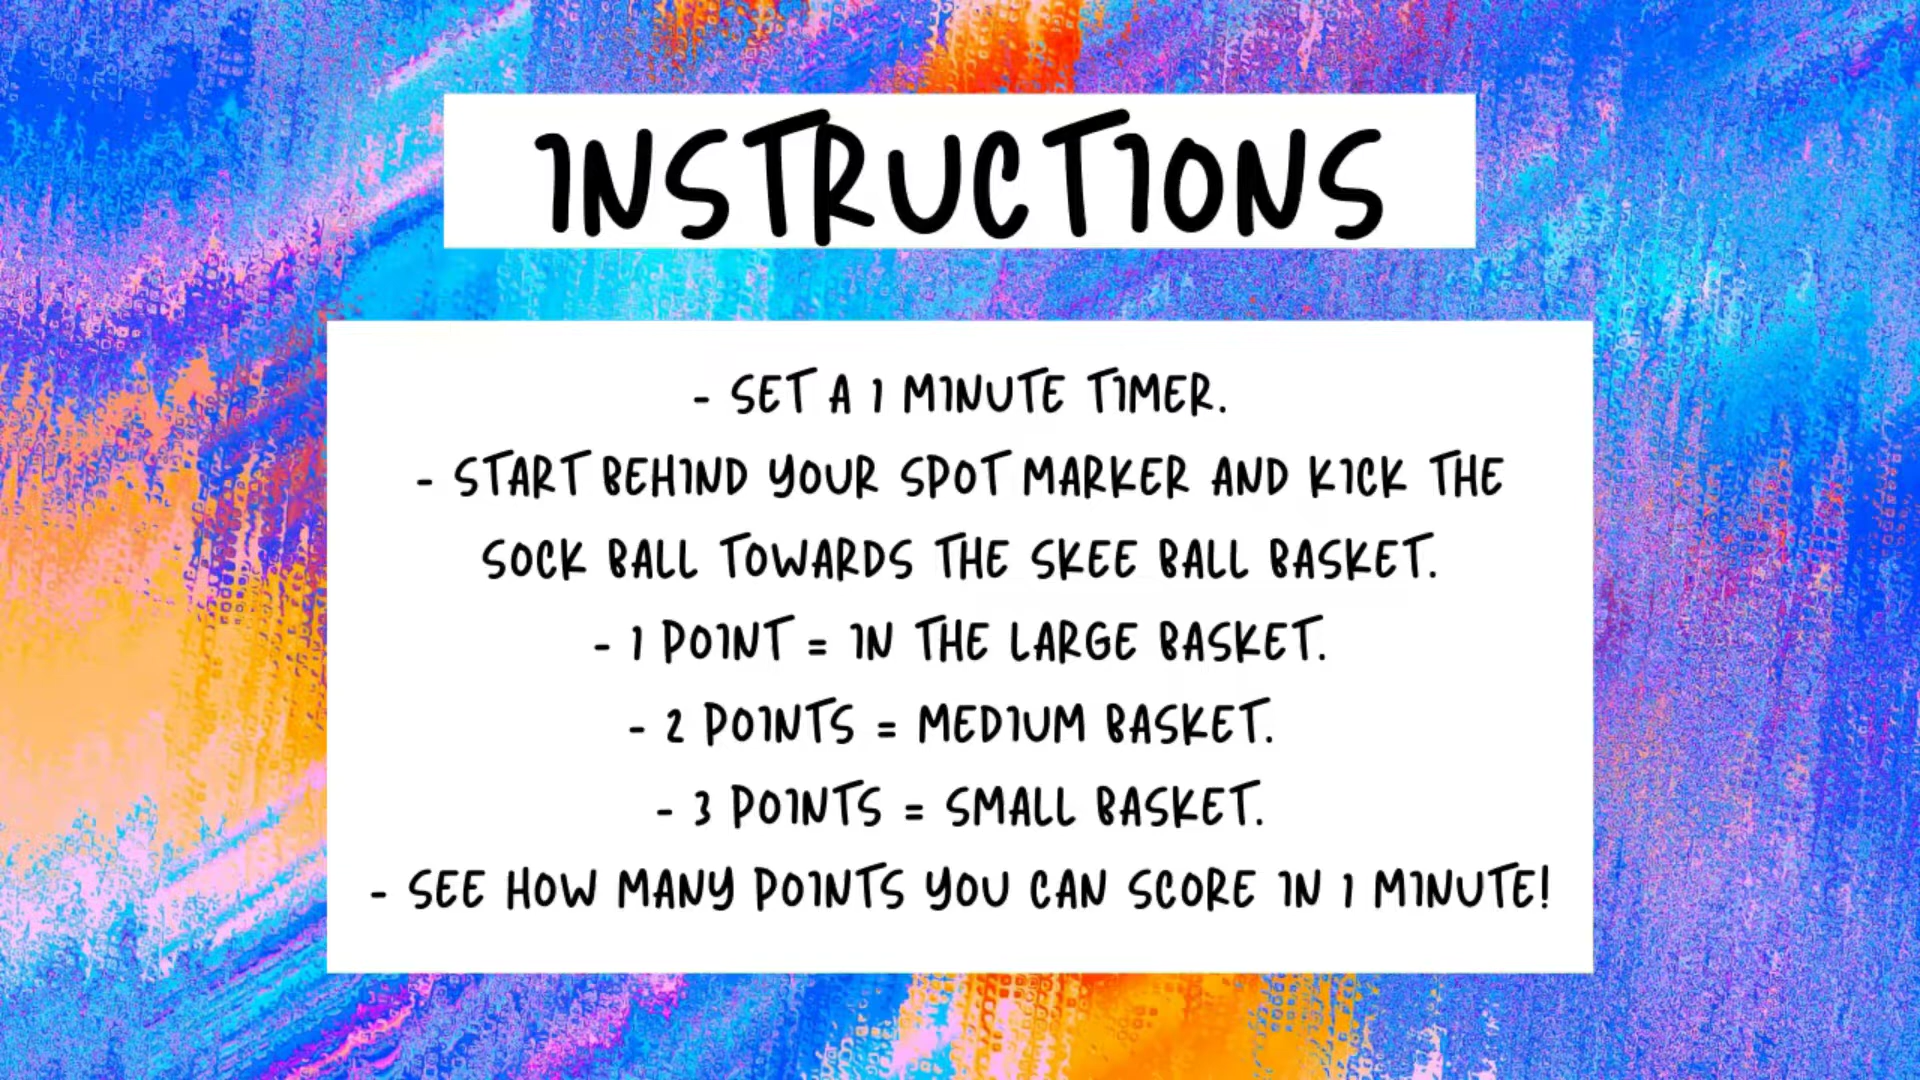 INSTRUCTIONS
- SET A 1 MINUTE TIMER.
- START BEHIND YOUR SPOT MARKER AND KICK THE
SOCK BALL TOWARDS THE SKEE BALL BASKET.
- 1 POINT = IN THE LARGE BASKET.
- 2 POINTS = MEDIUM BASKET.
- 3 POINTS = SMALL BASKET.
- SEE HOW MANY POINTS YOU CAN SCORE IN 1 MINUTE!